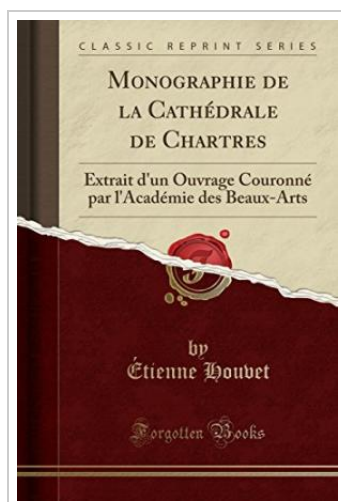 CLASSIC REPRINT SERIES
MONOGRAPHIE DE
LA CATHÉDRALE
DE CHARTRES
Extrait d'un Ouvrage Couronné
par l'Académie des Beaux-Arts
by
Étienne Houvet
Forgotten Books